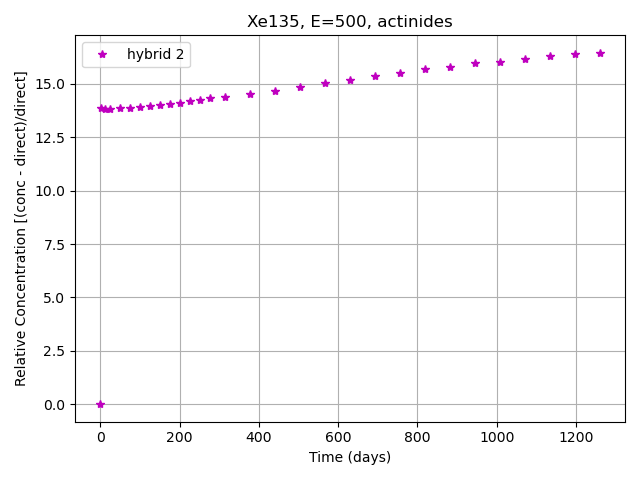 Xe135, E=500, actinides
hybrid 2
Relative Concentration [(conc - direct)/direct]
15.0
12.5
10.0
7.5
5.0
2.5
0.0
0 200 400 600 800 1000 1200
Time (days)